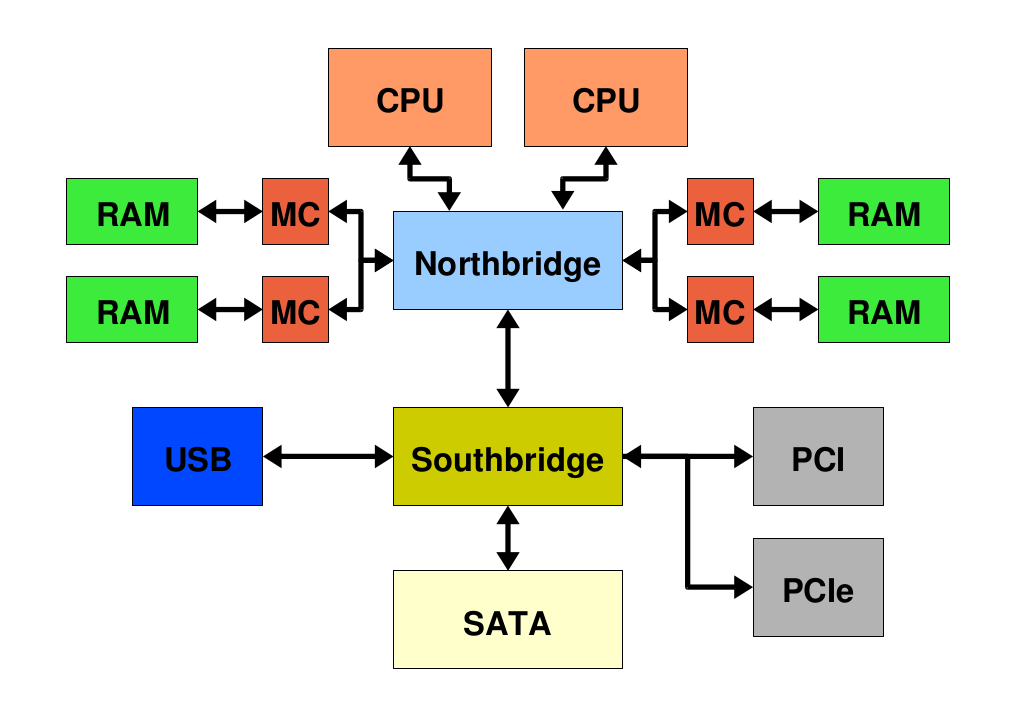 CPU
CPU
RAM
MC
MC
RAM
Northbridge
RAM
MC
MC
RAM
USB
Southbridge
PCI
PCIe
SATA